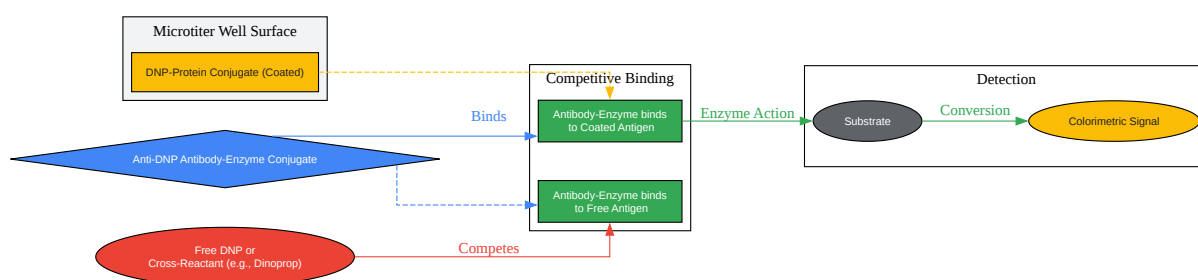 Microtiter Well Surface
DNP-Protein Conjugate (Coated)
Competitive Binding
Detection
Binds
Antibody-Enzyme binds
to Coated Antigen
Enzyme Action
Substrate
Conversion
Colorimetric Signal
Anti-DNP Antibody-Enzyme Conjugate
Antibody-Enzyme binds
to Free Antigen
Free DNP or
Cross-Reactant (e.g., Dinoprop)
Competes